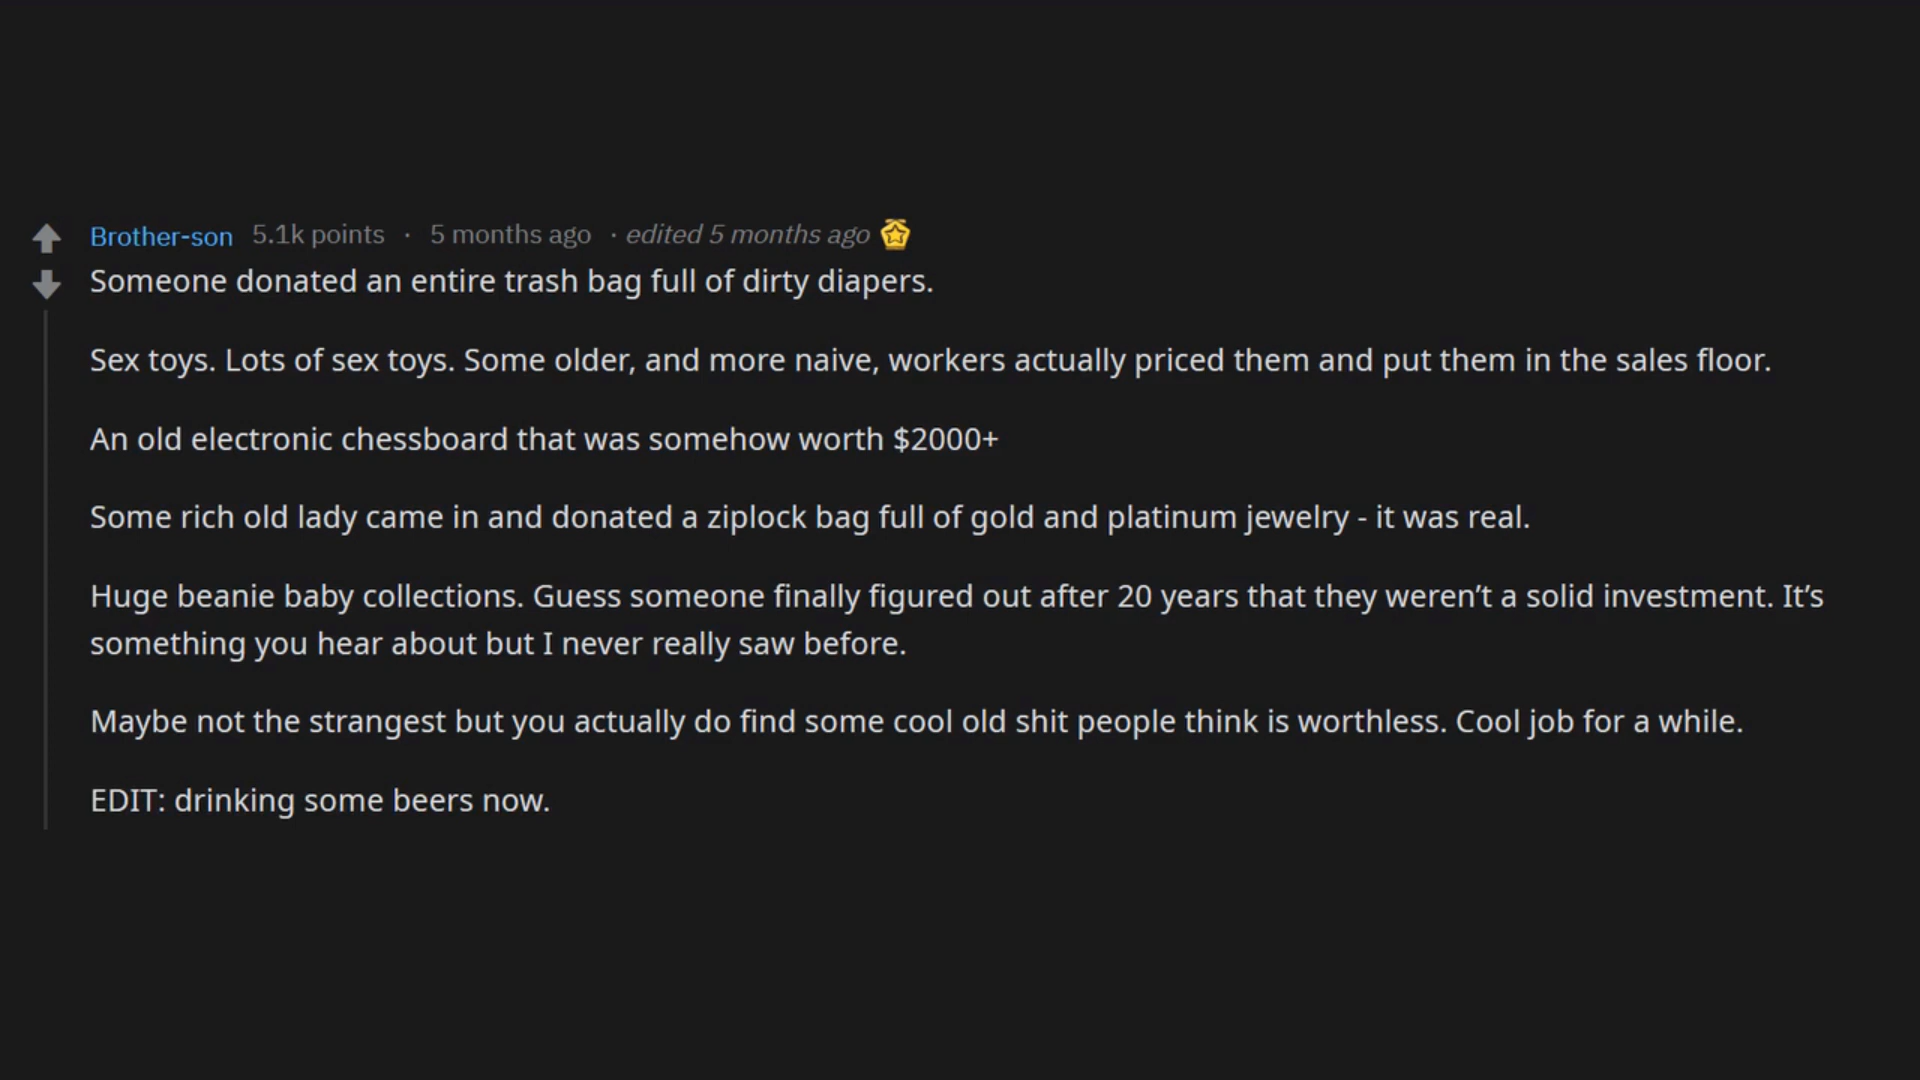 Brother-son 5.1k points · 5 months ago · edited 5 months ago
Someone donated an entire trash bag full of dirty diapers.
Sex toys. Lots of sex toys. Some older, and more naive, workers actually priced them and put them in the sales floor.
An old electronic chessboard that was somehow worth $2000+
Some rich old lady came in and donated a ziplock bag full of gold and platinum jewelry - it was real.
Huge beanie baby collections. Guess someone finally figured out after 20 years that they weren’t a solid investment. It’s
something you hear about but I never really saw before.
Maybe not the strangest but you actually do find some cool old shit people think is worthless. Cool job for a while.
EDIT: drinking some beers now.